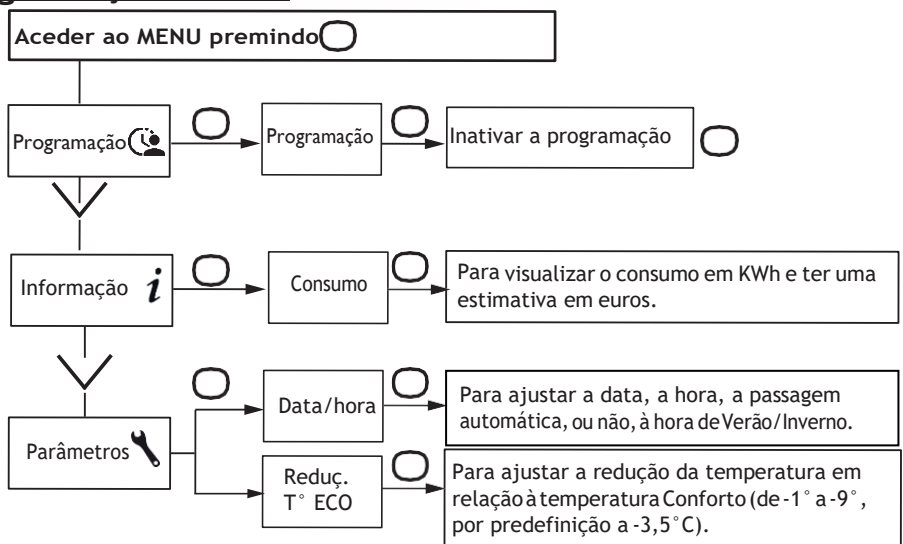 Aceder ao MENU premindo
Programação
Programação
Inativar a programação
Informação i
Consumo
Para visualizar o consumo em KWh e ter uma
estimativa em euros.
Parâmetros
Data/hora
Para ajustar a data, a hora, a passagem
automática, ou não, à hora de Verão/Inverno.
Reduç.
T° ECO
Para ajustar a redução da temperatura em
relação à temperatura Conforto (de -1° a -9°,
por predefinição a -3,5°C).